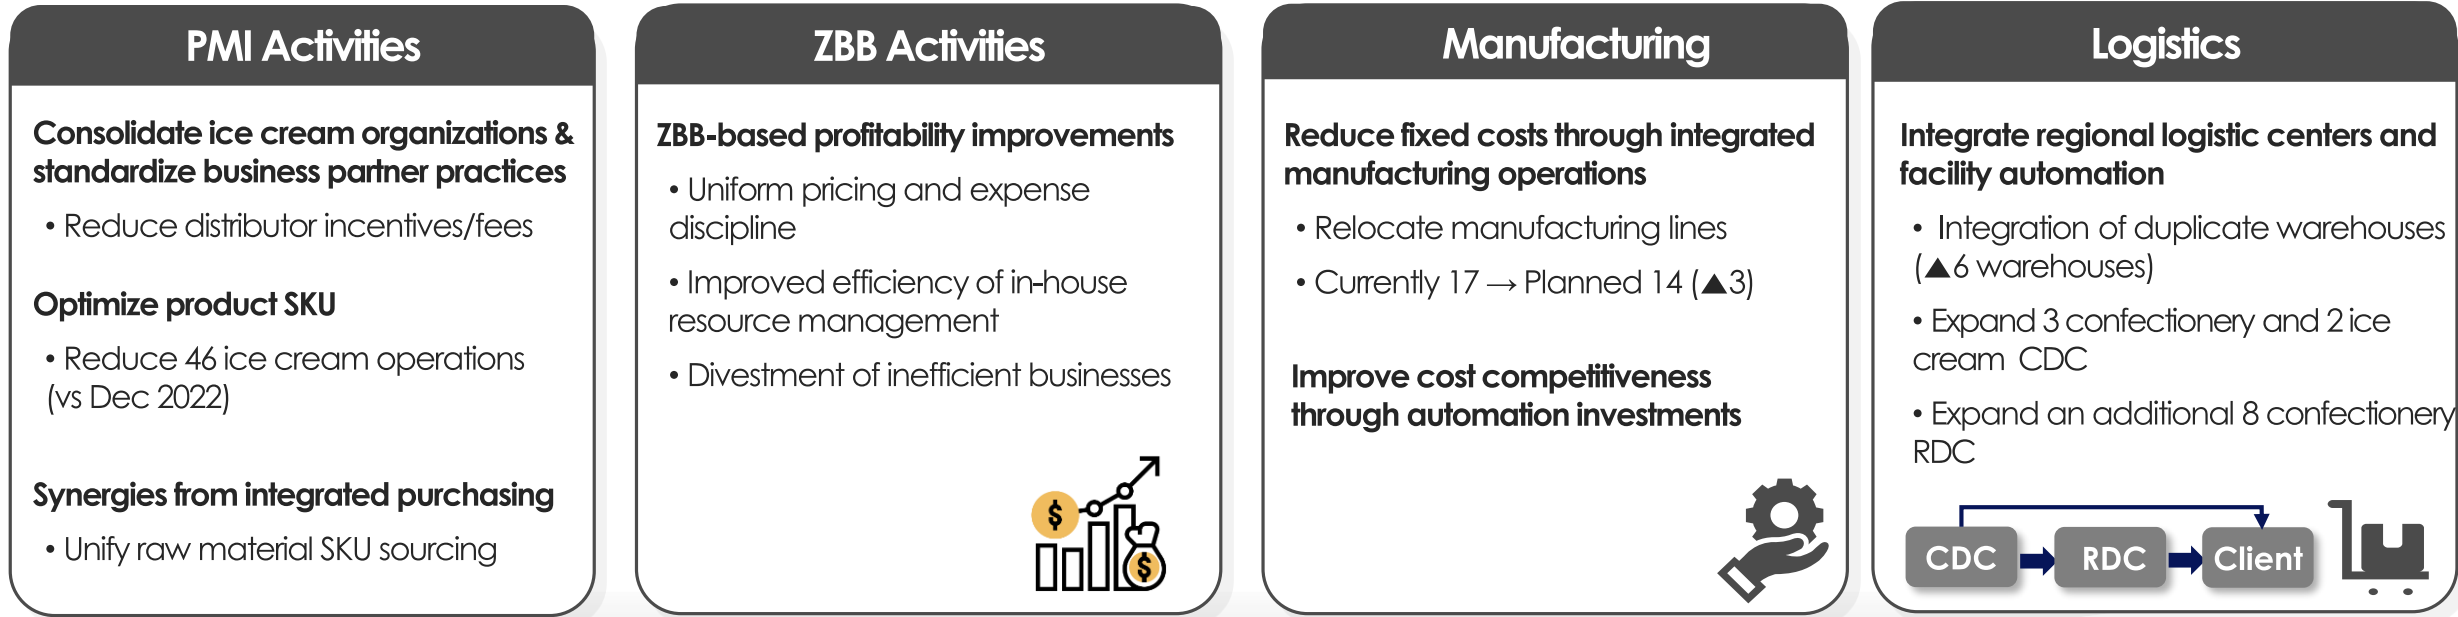 PMI Activities
Consolidate ice cream organizations &
standardize business partner practices
• Reduce distributor incentives/fees
Optimize product SKU
• Reduce 46 ice cream operations
(vs Dec 2022)
Synergies from integrated purchasing
• Unify raw material SKU sourcing
ZBB Activities
ZBB-based profitability improvements
• Uniform pricing and expense
discipline
• Improved efficiency of in-house
resource management
• Divestment of inefficient businesses
$
$
Manufacturing
Reduce fixed costs through integrated
manufacturing operations
• Relocate manufacturing lines
• Currently 17 → Planned 14 (▲3)
Improve cost competitiveness
through automation investments
Logistics
Integrate regional logistic centers and
facility automation
• Integration of duplicate warehouses
(▲6 warehouses)
• Expand 3 confectionery and 2 ice
cream CDC
• Expand an additional 8 confectionery
RDC
CDC
RDC
Client